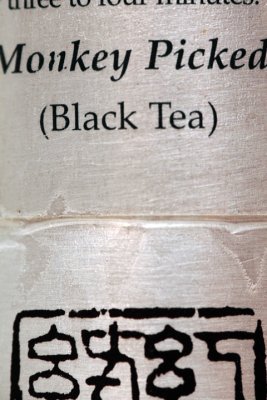 three to four minutes.
Monkey Picked
(Black Tea)